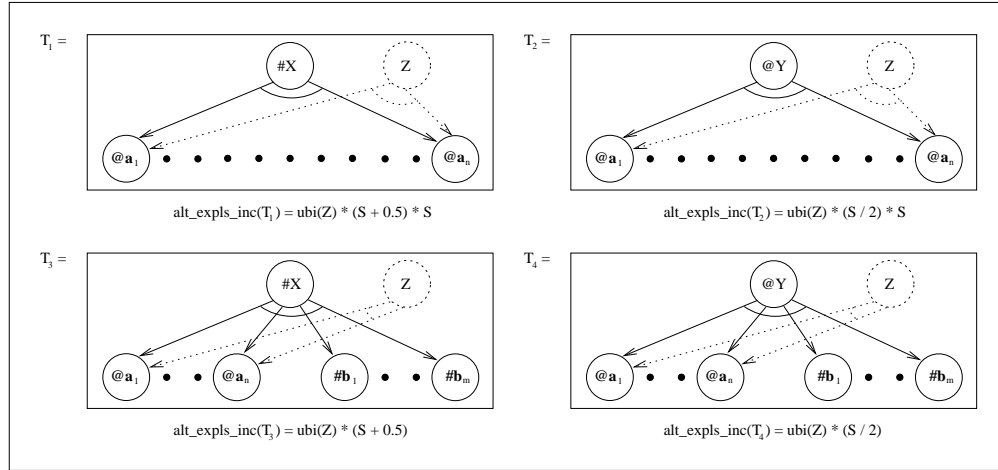 T1 = T2 =
#X Z @Y Z
@a1 @an @a1 @an
alt_expls_inc(T1) = ubi(Z) * (S + 0.5) * S alt_expls_inc(T2) = ubi(Z) * (S / 2) * S
T3 = T4 =
#X Z @Y Z
@a1 @an #b1 #bm @a1 @an #b1 #bm
alt_expls_inc(T3) = ubi(Z) * (S + 0.5) alt_expls_inc(T4) = ubi(Z) * (S / 2)